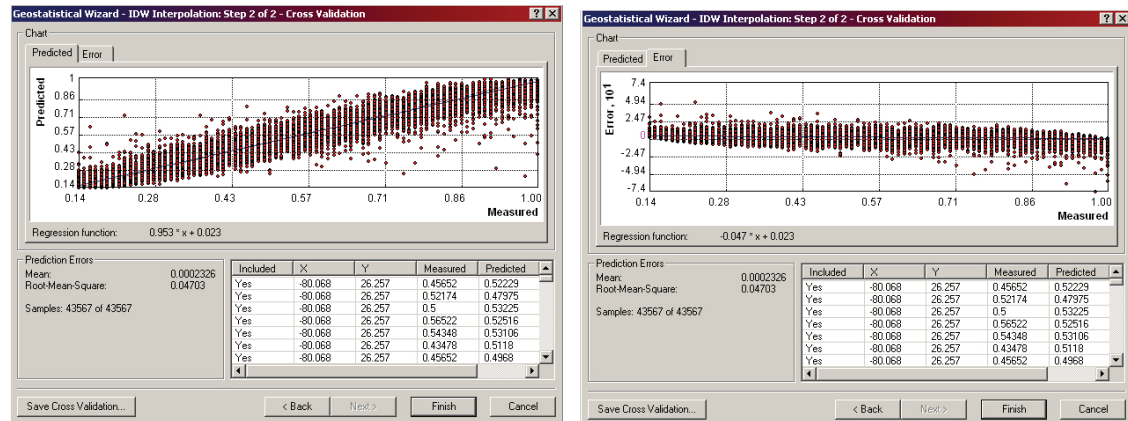 Geostatistical Wizard - IDW Interpolation: Step 2 of 2 - Cross Validation
Chart
Predicted Error
Predicted
1
0.86
0.71
0.57
0.43
0.28
0.14
0.14 0.28 0.43 0.57 0.71 0.86 1.00
Measured
Regression function: 0.953 * x + 0.023
Prediction Errors
Mean: 0.0002326
Root-Mean-Square: 0.04703
Samples: 43567 of 43567
Included X Y Measured Predicted
Yes -80.068 26.257 0.45652 0.52229
Yes -80.068 26.257 0.52174 0.47975
Yes -80.068 26.257 0.5 0.53225
Yes -80.068 26.257 0.56522 0.52516
Yes -80.068 26.257 0.54348 0.53106
Yes -80.068 26.257 0.43478 0.5118
Yes -80.068 26.257 0.45652 0.4968
Save Cross Validation... < Back Next > Finish Cancel
Geostatistical Wizard - IDW Interpolation: Step 2 of 2 - Cross Validation
Chart
Predicted Error
Error, 10¹
7.4
4.94
2.47
0
-2.47
-4.94
-7.4
0.14 0.28 0.43 0.57 0.71 0.86 1.00
Measured
Regression function: -0.047 * x + 0.023
Prediction Errors
Mean: 0.0002326
Root-Mean-Square: 0.04703
Samples: 43567 of 43567
Included X Y Measured Predicted
Yes -80.068 26.257 0.45652 0.52229
Yes -80.068 26.257 0.52174 0.47975
Yes -80.068 26.257 0.5 0.53225
Yes -80.068 26.257 0.56522 0.52516
Yes -80.068 26.257 0.54348 0.53106
Yes -80.068 26.257 0.43478 0.5118
Yes -80.068 26.257 0.45652 0.4968
Save Cross Validation... < Back Next > Finish Cancel